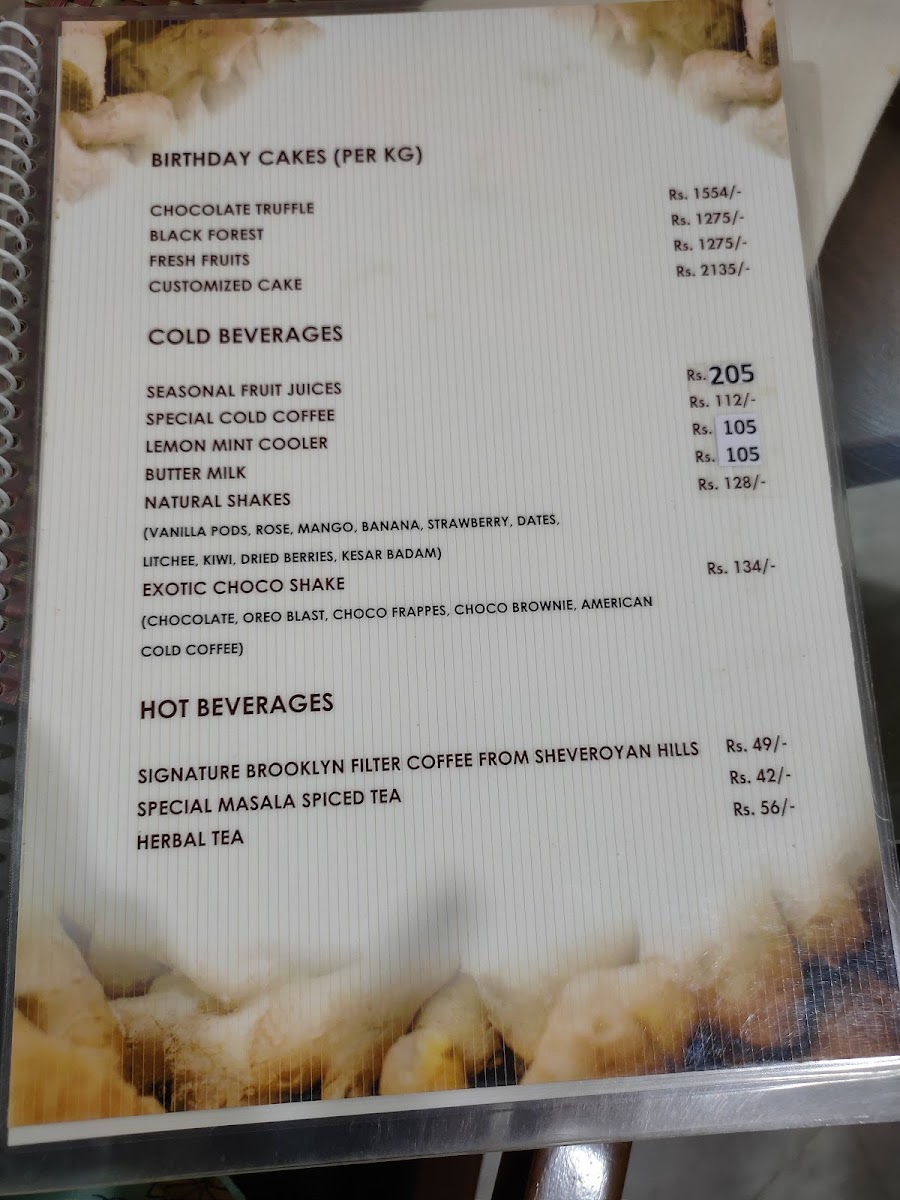 BIRTHDAY CAKES (PER KG)
CHOCOLATE TRUFFLE Rs. 1554/-
BLACK FOREST Rs. 1275/-
FRESH FRUITS Rs. 1275/-
CUSTOMIZED CAKE Rs. 2135/-
COLD BEVERAGES
SEASONAL FRUIT JUICES Rs. 205
SPECIAL COLD COFFEE Rs. 112/-
LEMON MINT COOLER Rs. 105
BUTTER MILK Rs. 105
NATURAL SHAKES Rs. 128/-
(VANILLA PODS, ROSE, MANGO, BANANA, STRAWBERRY, DATES,
LITCHEE, KIWI, DRIED BERRIES, KESAR BADAM)
EXOTIC CHOCO SHAKE Rs. 134/-
(CHOCOLATE, OREO BLAST, CHOCO FRAPPES, CHOCO BROWNIE, AMERICAN
COLD COFFEE)
HOT BEVERAGES
SIGNATURE BROOKLYN FILTER COFFEE FROM SHEVEROYAN HILLS Rs. 49/-
SPECIAL MASALA SPICED TEA Rs. 42/-
HERBAL TEA Rs. 56/-